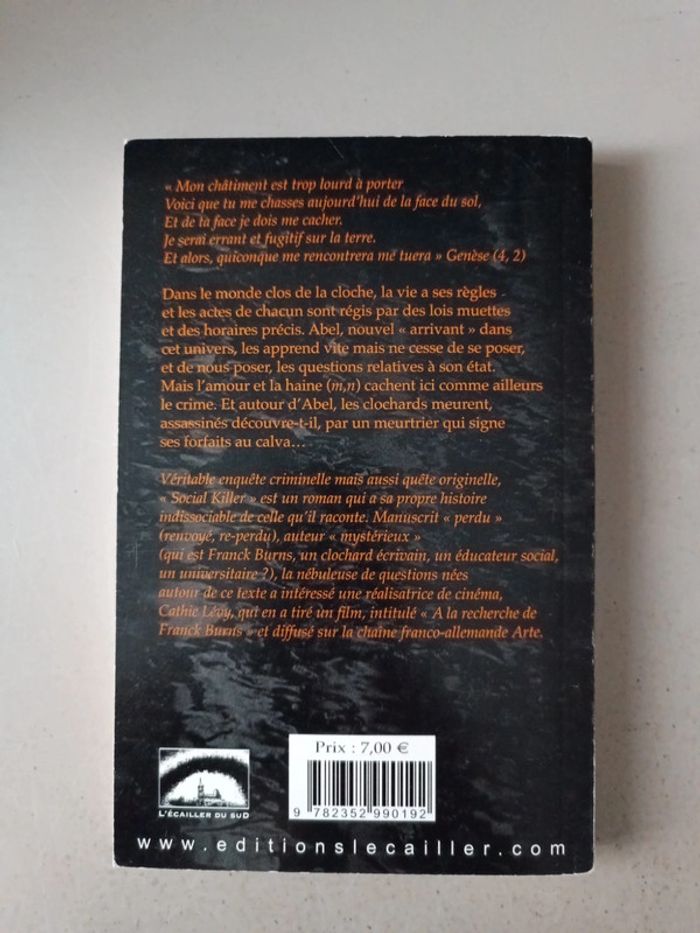 « Mon châtiment est trop lourd à porter
Voici que tu me chasses aujourd'hui de la face du sol,
Et de ta face je dois me cacher.
Je serai errant et fugitif sur la terre.
Et alors, quiconque me rencontrera me tuera » Genèse (4, 2)
Dans le monde clos de la cloche, la vie a ses règles
et les actes de chacun sont régis par des lois muettes
et des horaires précis. Abel, nouvel « arrivant » dans
cet univers, les apprend vite mais ne cesse de se poser,
et de nous poser, les questions relatives à son état.
Mais l'amour et la haine (m,n) cachent ici comme ailleurs
le crime. Et autour d'Abel, les clochards meurent,
assassinés découvre-t-il, par un meurtrier qui signe
ses forfaits au calva...
Véritable enquête criminelle mais aussi quête originelle,
« Social Killer » est un roman qui a sa propre histoire
indissociable de celle qu'il raconte. Manuscrit « perdu »
(renvoyé, re-perdu), auteur « mystérieux »
(qui est Franck Burns, un clochard écrivain, un éducateur social,
un universitaire ?), la nébuleuse de questions nées
autour de ce texte a intéressé une réalisatrice de cinéma,
Cathie Lévy, qui en a tiré un film, intitulé « A la recherche de
Franck Burns » et diffusé sur la chaîne franco-allemande Arte.
Prix : 7,00 €
9 782352 990192
L'ÉCAILLER DU SUD
www.editionslecailler.com